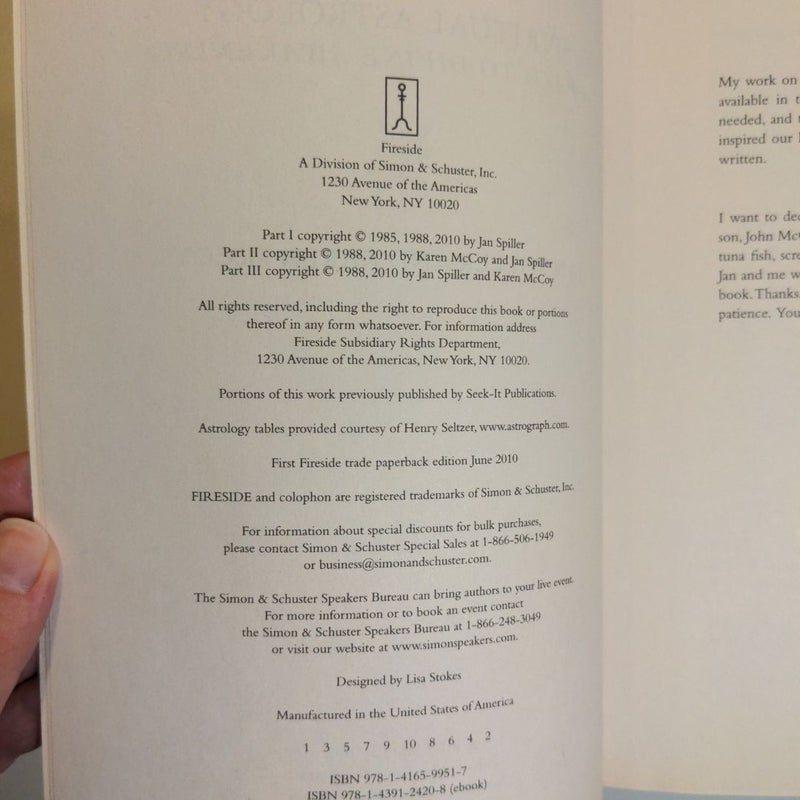 Fireside
A Division of Simon & Schuster, Inc.
1230 Avenue of the Americas
New York, NY 10020
Part I copyright © 1985, 1988, 2010 by Jan Spiller
Part II copyright © 1988, 2010 by Karen McCoy and Jan Spiller
Part III copyright © 1988, 2010 by Jan Spiller and Karen McCoy
All rights reserved, including the right to reproduce this book or portions
thereof in any form whatsoever. For information address
Fireside Subsidiary Rights Department,
1230 Avenue of the Americas, New York, NY 10020.
Portions of this work previously published by Seek-It Publications.
Astrology tables provided courtesy of Henry Seltzer, www.astrograph.com.
First Fireside trade paperback edition June 2010
FIRESIDE and colophon are registered trademarks of Simon & Schuster, Inc.
For information about special discounts for bulk purchases,
please contact Simon & Schuster Special Sales at 1-866-506-1949
or business@simonandschuster.com.
The Simon & Schuster Speakers Bureau can bring authors to your live event.
For more information or to book an event contact
the Simon & Schuster Speakers Bureau at 1-866-248-3049
or visit our website at www.simonspeakers.com.
Designed by Lisa Stokes
Manufactured in the United States of America
1 3 5 7 9 10 8 6 4 2
ISBN 978-1-4165-9951-7
ISBN 978-1-4391-2420-8 (ebook)
My work on
available in
needed, and
inspired our
written.
I want to
son, John
tuna fish,
Jan and me
book. Thanks
patience. You